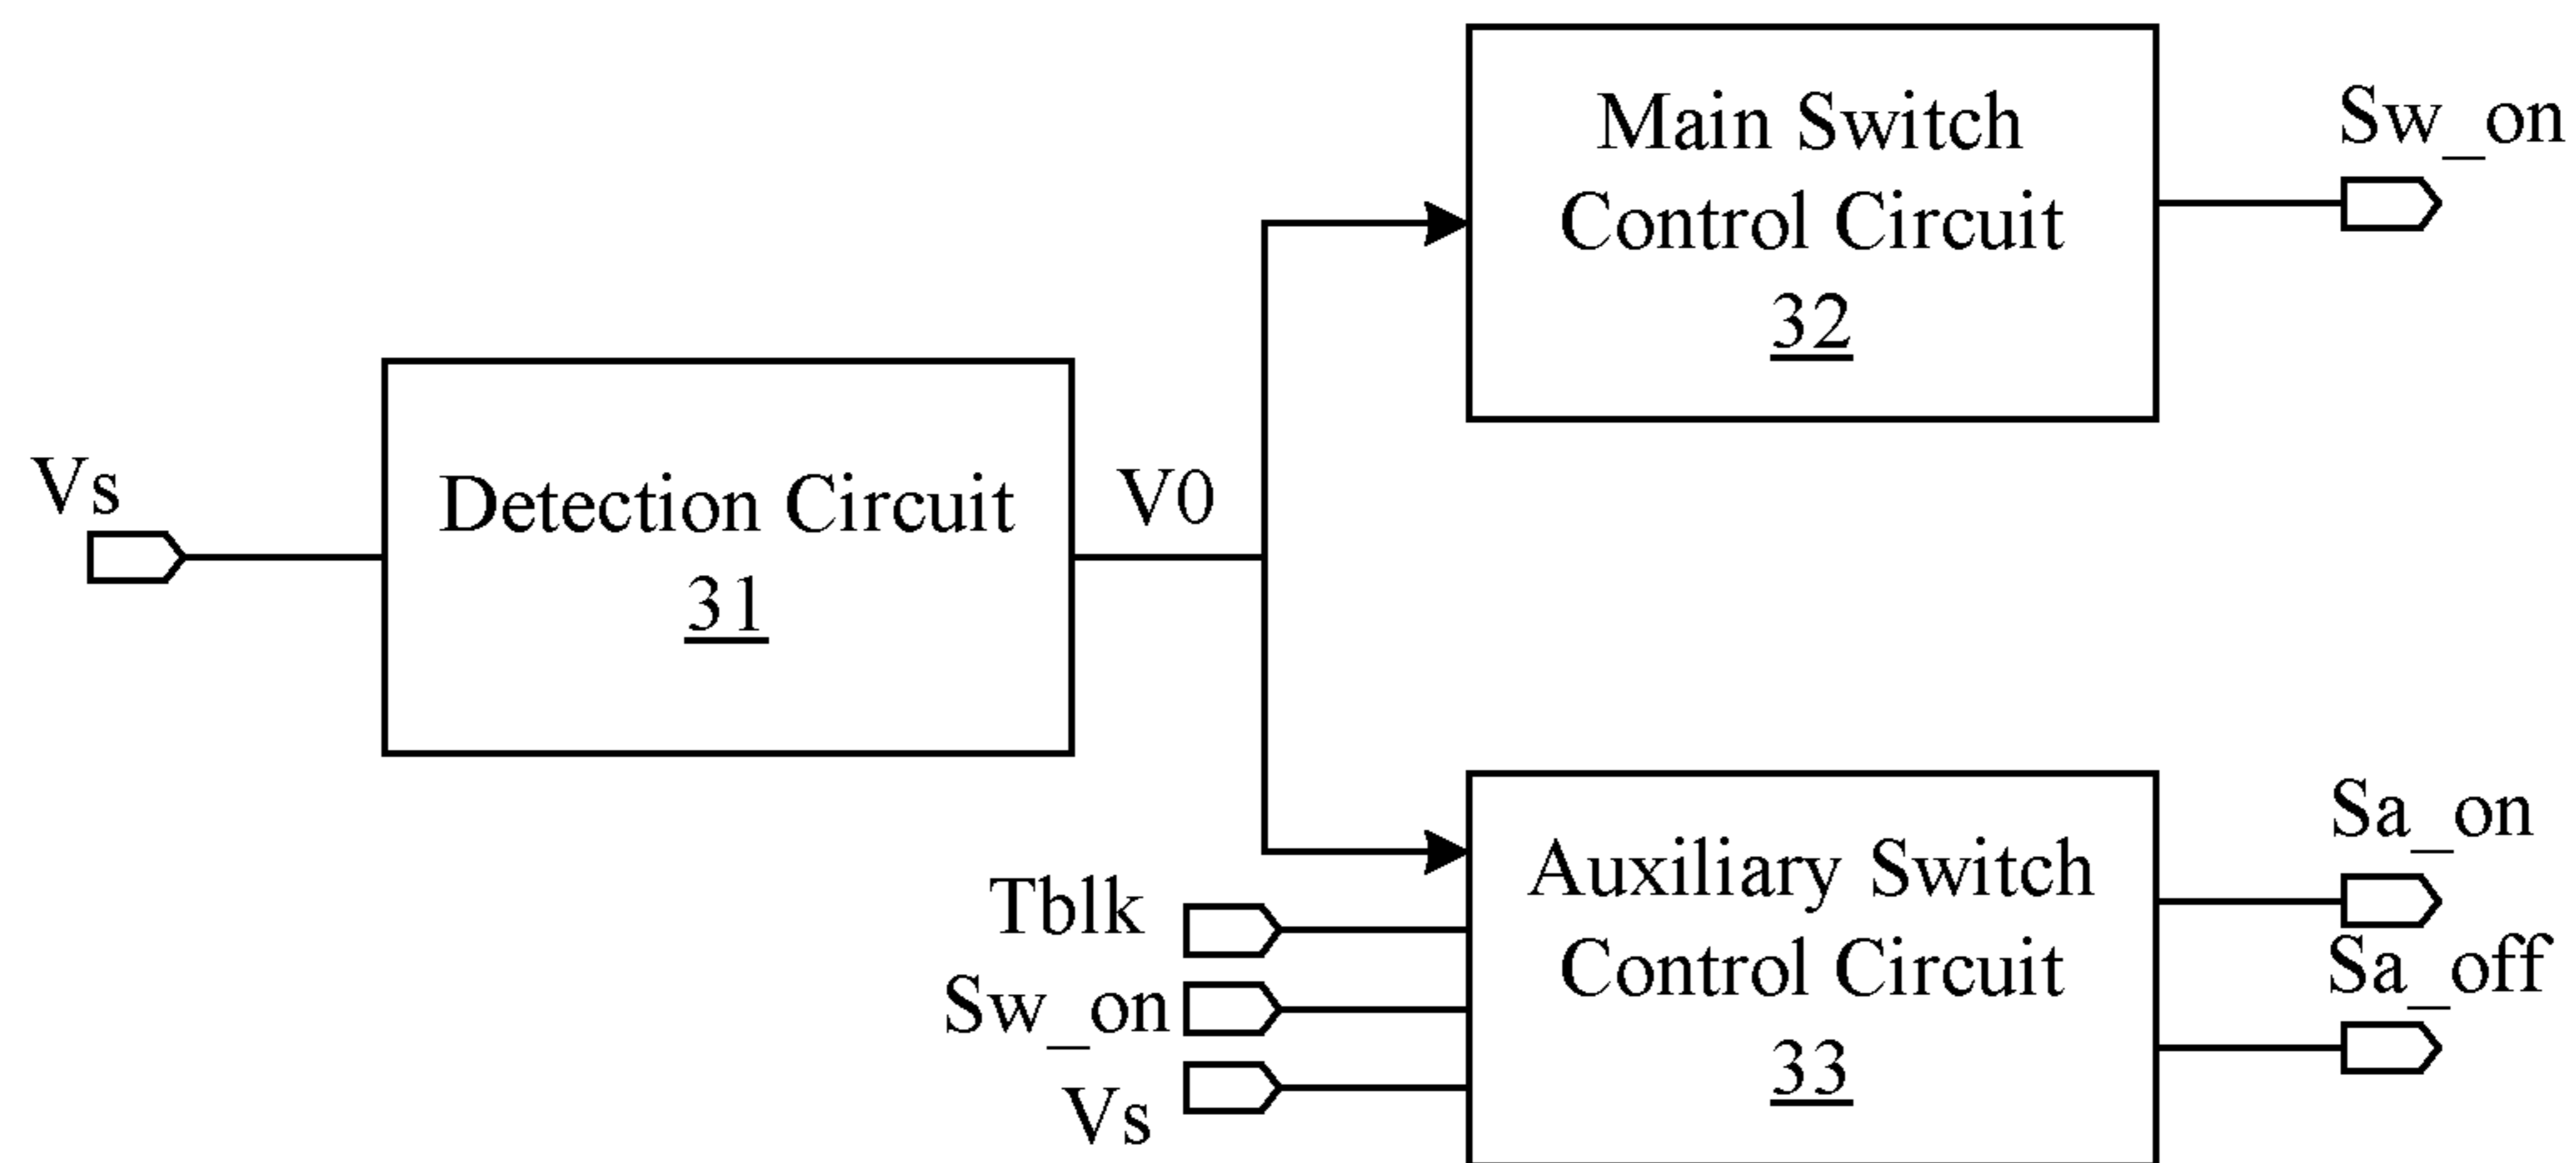 Main Switch
Control Circuit
32
Sw_on
Vs
Detection Circuit
31
V0
Tblk
Sw_on
Vs
Auxiliary Switch
Control Circuit
33
Sa_on
Sa_off